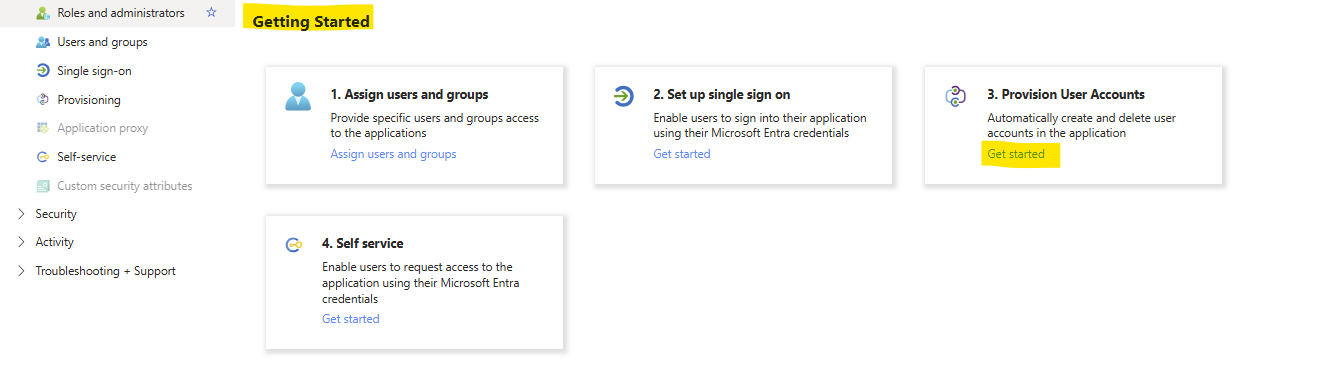 Roles and administrators
Users and groups
Single sign-on
Provisioning
Application proxy
Self-service
Custom security attributes
Security
Activity
Troubleshooting + Support
Getting Started
1. Assign users and groups
Provide specific users and groups access
to the applications
Assign users and groups
2. Set up single sign on
Enable users to sign into their application
using their Microsoft Entra credentials
Get started
3. Provision User Accounts
Automatically create and delete user
accounts in the application
Get started
4. Self service
Enable users to request access to the
application using their Microsoft Entra
credentials
Get started